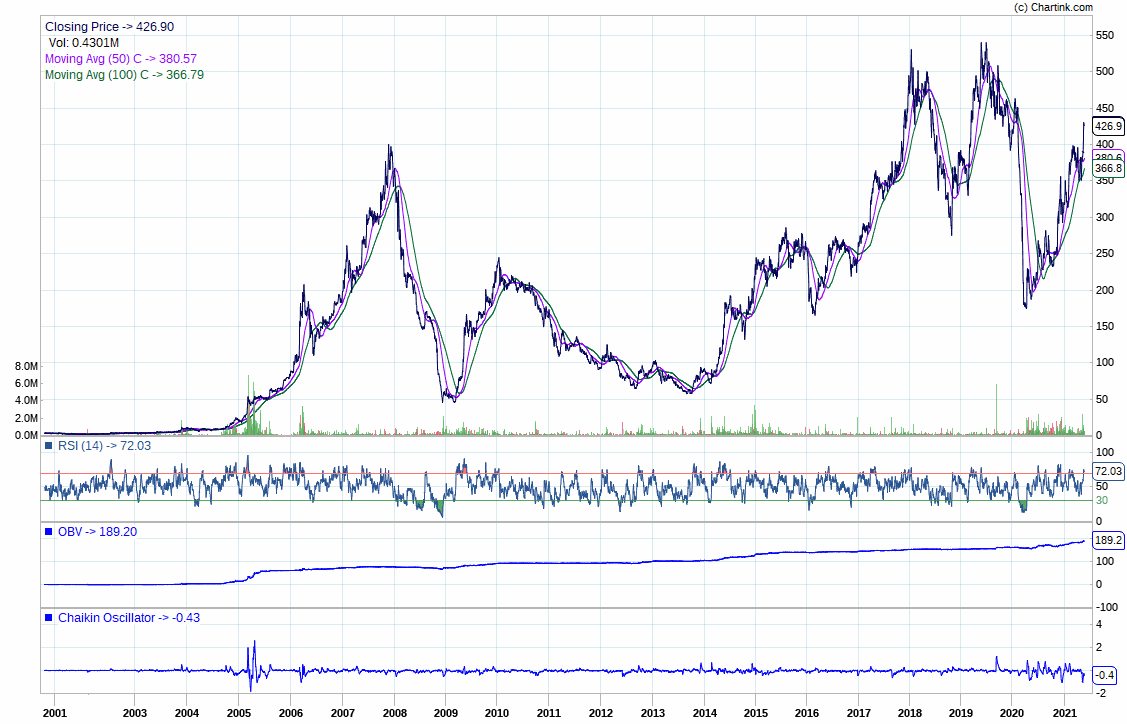 (c) Chartink.com
Closing Price -> 426.90
Vol: 0.4301M
Moving Avg (50) C -> 380.57
Moving Avg (100) C -> 366.79
550
500
450
426.9
400
380.6
366.8
350
300
250
200
150
100
50
0
8.0M
6.0M
4.0M
2.0M
0.0M
RSI (14) -> 72.03
100
72.03
50
30
0
OBV -> 189.20
189.2
100
0
-100
Chaikin Oscillator -> -0.43
4
2
-0.4
-2
2001 2003 2004 2005 2006 2007 2008 2009 2010 2011 2012 2013 2014 2015 2016 2017 2018 2019 2020 2021